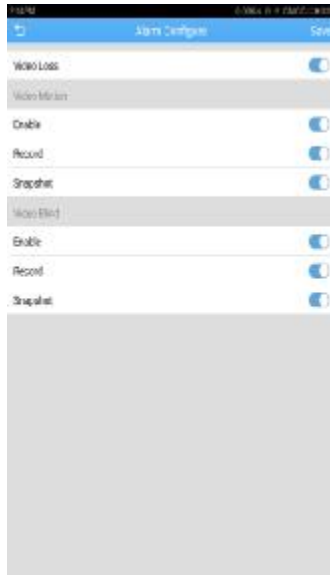 Alarm Configure
Save
Video Loss
Video Motion
Enable
Record
Snapshot
Video Blind
Enable
Record
Snapshot